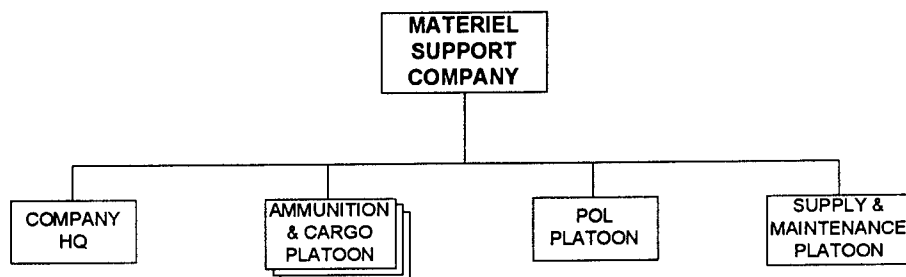 MATERIEL
SUPPORT
COMPANY
COMPANY
HQ
AMMUNITION
& CARGO
PLATOON
POL
PLATOON
SUPPLY &
MAINTENANCE
PLATOON